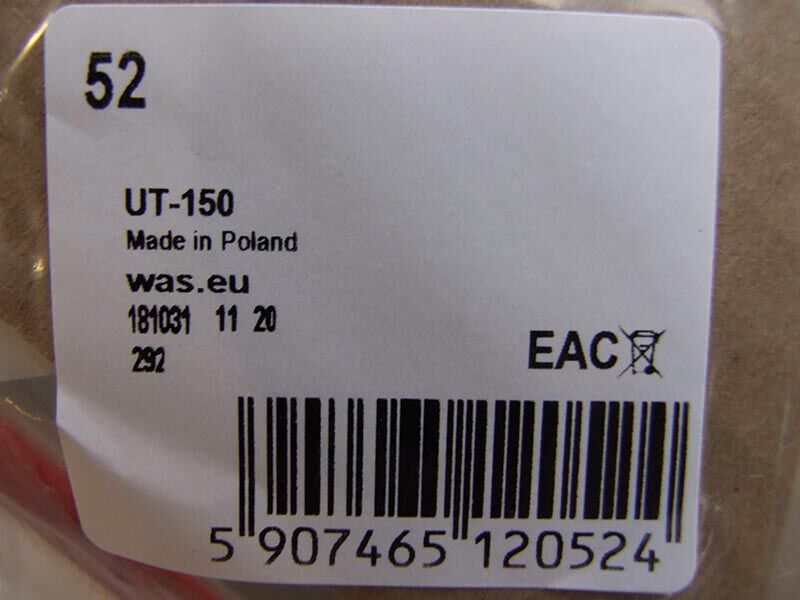 52
UT-150
Made in Poland
was.eu
181031 11 20
292
EAC
5 907465 120524